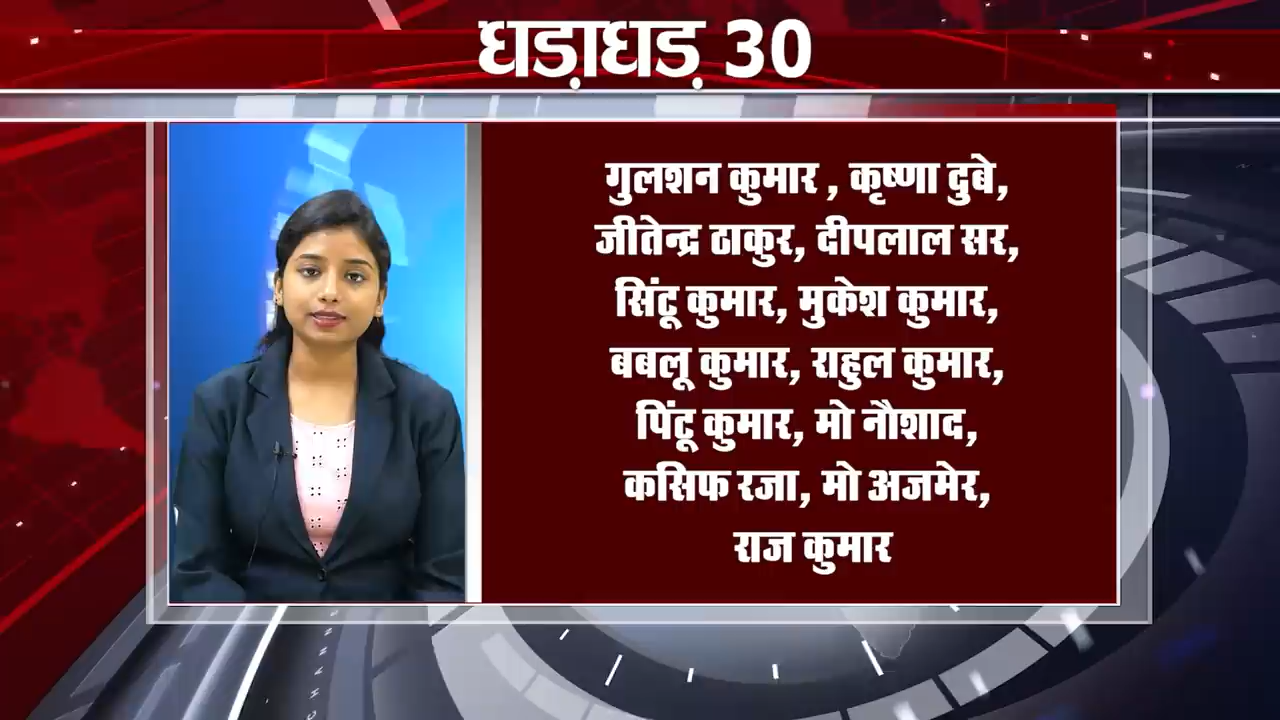 धड़ाधड़ 30
गुलशन कुमार , कृष्णा दुबे,
जीतेन्द्र ठाकुर, दीपलाल सर,
सिंटू कुमार, मुकेश कुमार,
बबलू कुमार, राहुल कुमार,
पिंटू कुमार, मो नौशाद,
कसिफ रजा, मो अजमेर,
राज कुमार